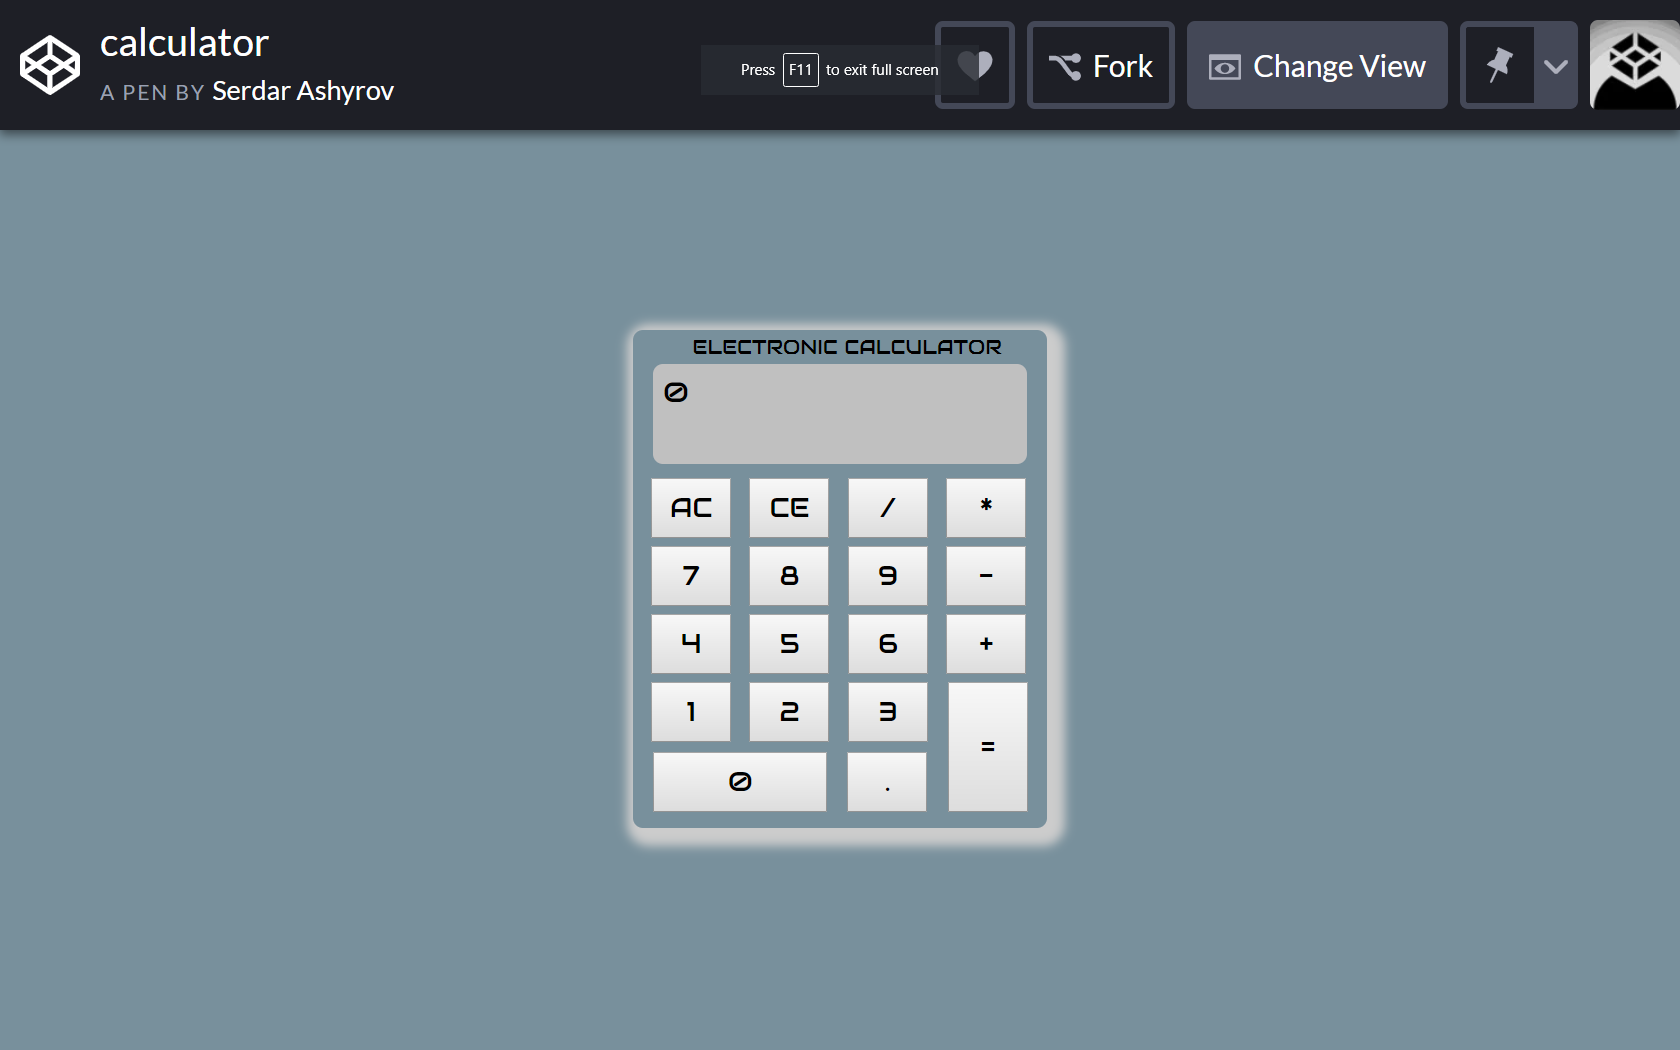 calculator
A PEN BY Serdar Ashyrov
Press F11 to exit full screen
Fork
Change View
ELECTRONIC CALCULATOR
0
AC CE / *
7 8 9 -
4 5 6 +
1 2 3
=
0 .